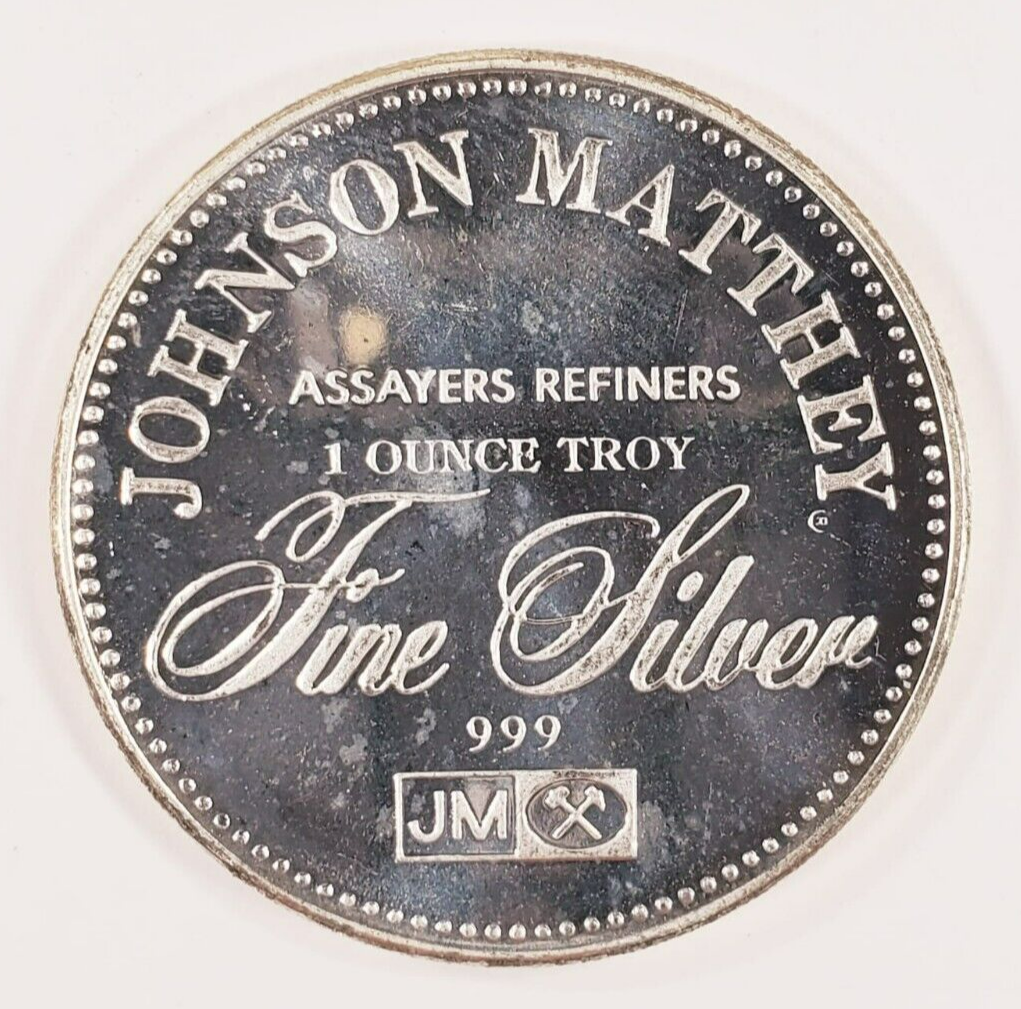 JOHNSON MATTHEY
ASSAYERS REFINERS
1 OUNCE TROY
Fine Silver
999
JM